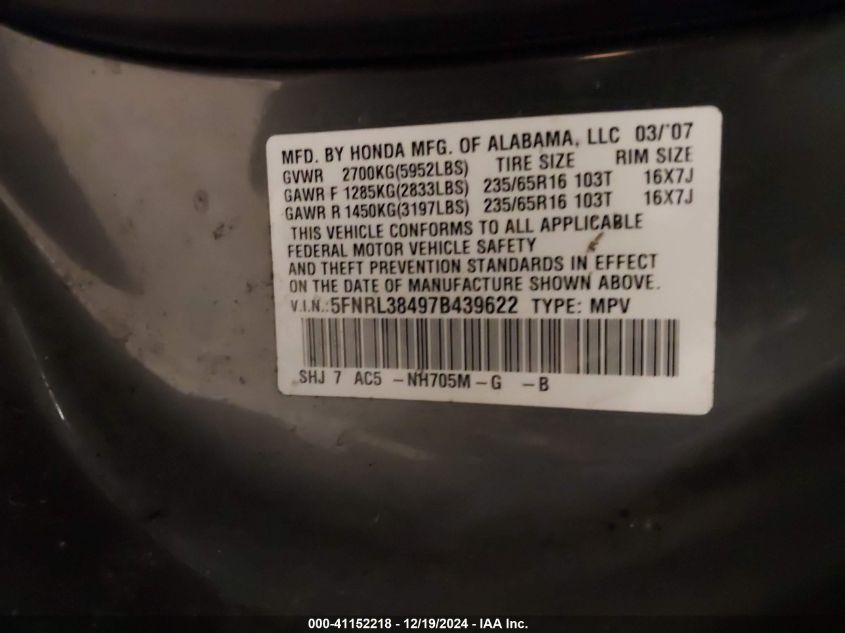 MFD. BY HONDA MFG. OF ALABAMA, LLC 03/'07
GVWR 2700KG(5952LBS) TIRE SIZE RIM SIZE
GAWR F 1285KG(2833LBS) 235/65R16 103T 16X7J
GAWR R 1450KG(3197LBS) 235/65R16 103T 16X7J
THIS VEHICLE CONFORMS TO ALL APPLICABLE
FEDERAL MOTOR VEHICLE SAFETY
AND THEFT PREVENTION STANDARDS IN EFFECT
ON THE DATE OF MANUFACTURE SHOWN ABOVE.
V.I.N.:5FNRL38497B439622 TYPE: MPV
SHJ 7 AC5 -NH705M-G -B
000-41152218 - 12/19/2024 - IAA Inc.